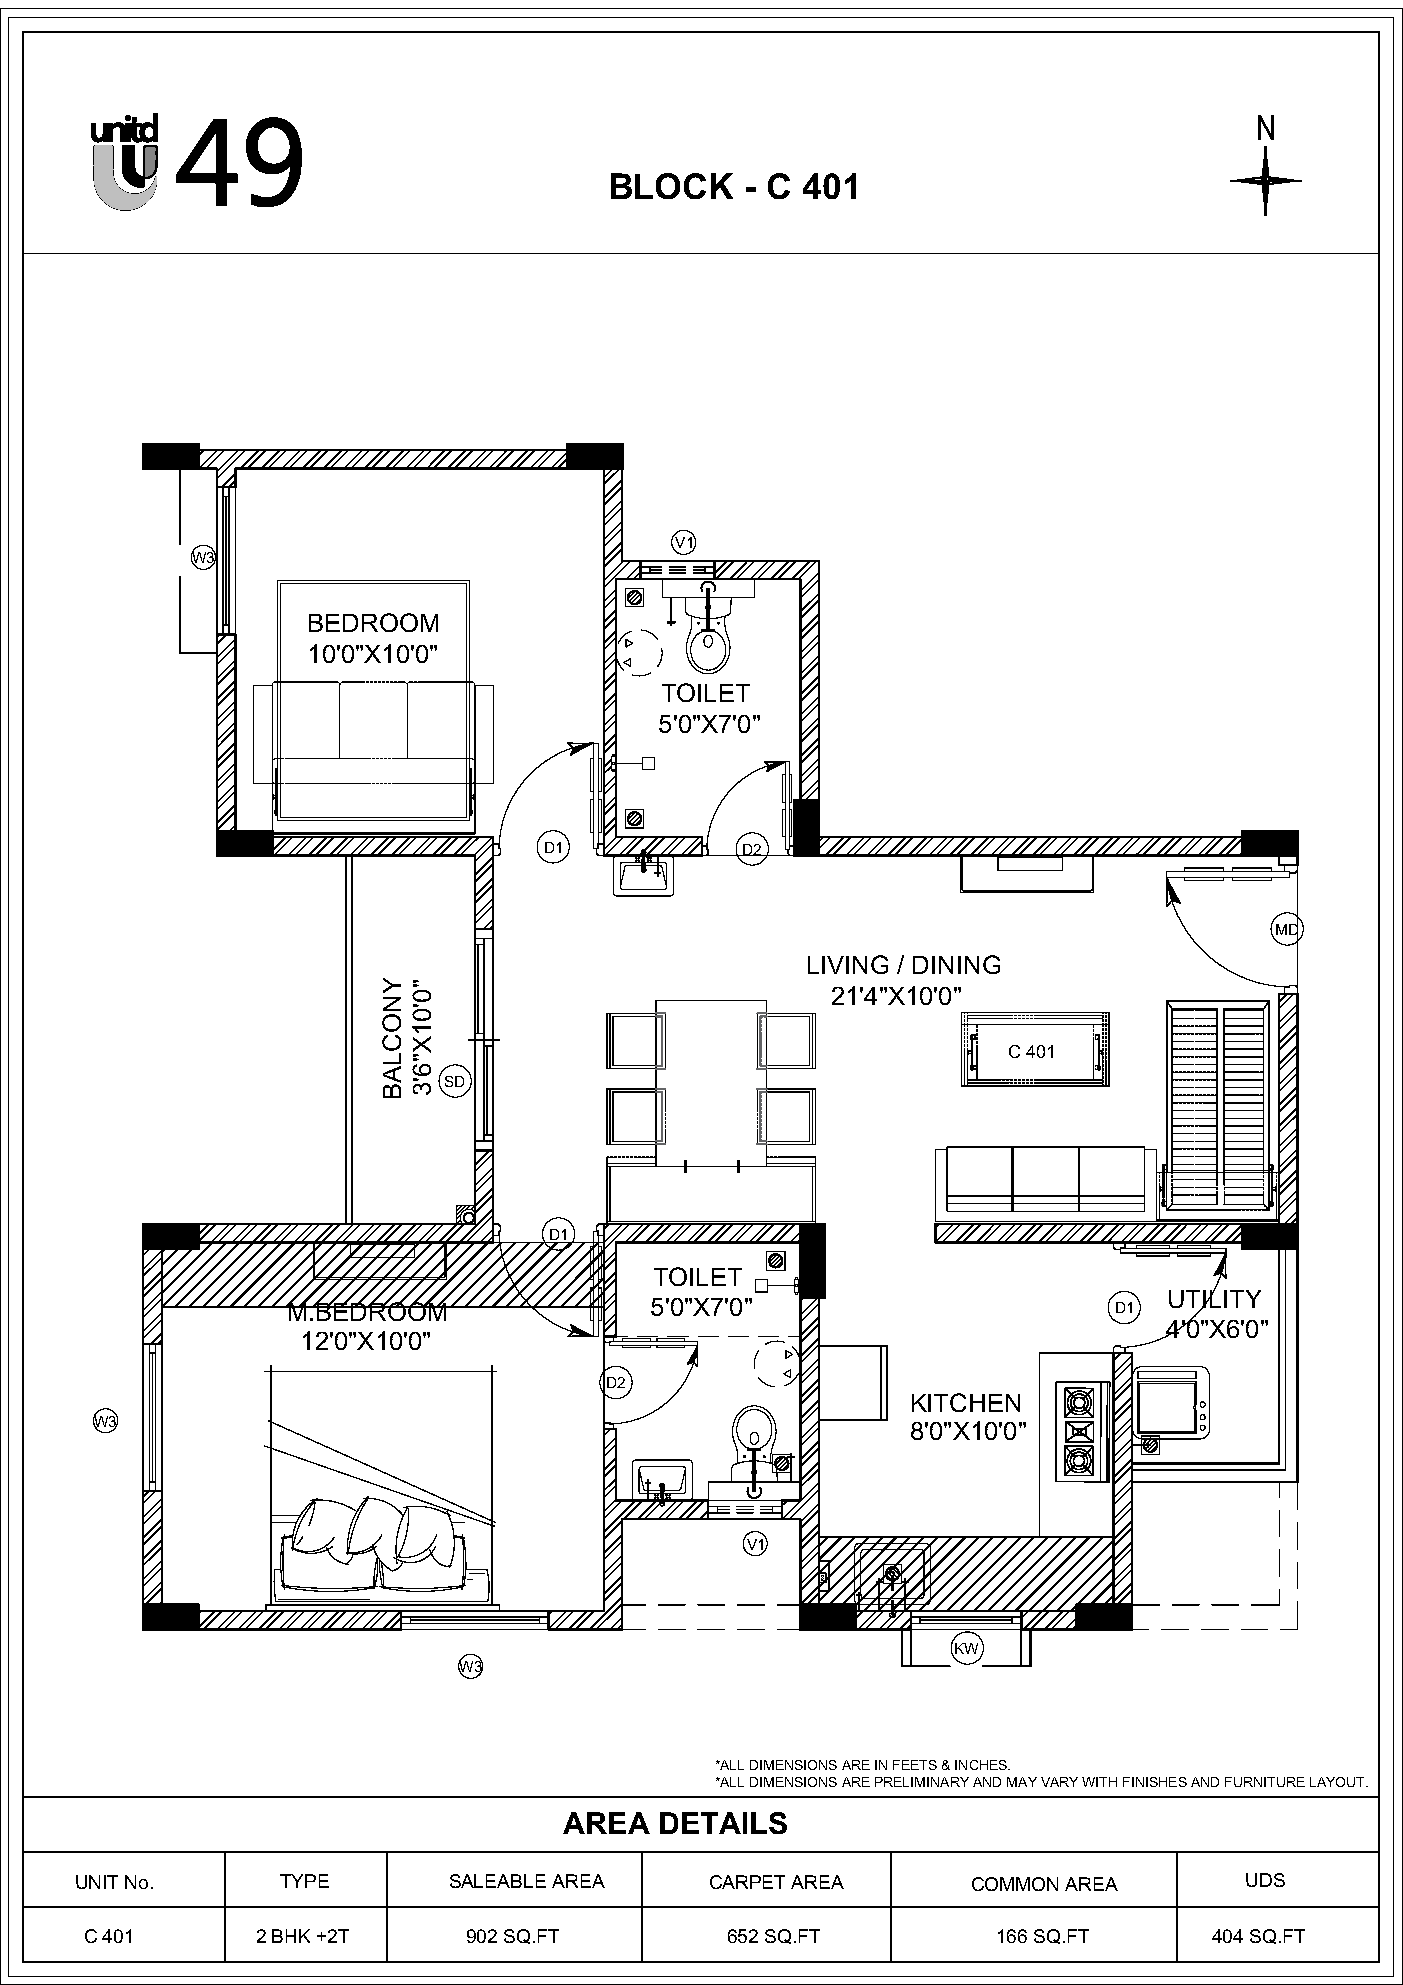 unitd
49
BLOCK - C 401
N
W3
V1
BEDROOM
10'0"X10'0"
TOILET
5'0"X7'0"
D1
D2
MD
LIVING / DINING
21'4"X10'0"
BALCONY
3'6"X10'0"
SD
C 401
D1
TOILET
5'0"X7'0"
M.BEDROOM
12'0"X10'0"
D1
UTILITY
4'0"X6'0"
D2
KITCHEN
8'0"X10'0"
W3
V1
W3
KW
*ALL DIMENSIONS ARE IN FEETS & INCHES.
*ALL DIMENSIONS ARE PRELIMINARY AND MAY VARY WITH FINISHES AND FURNITURE LAYOUT.
AREA DETAILS
UNIT No. TYPE SALEABLE AREA CARPET AREA COMMON AREA UDS
C 401 2 BHK +2T 902 SQ.FT 652 SQ.FT 166 SQ.FT 404 SQ.FT